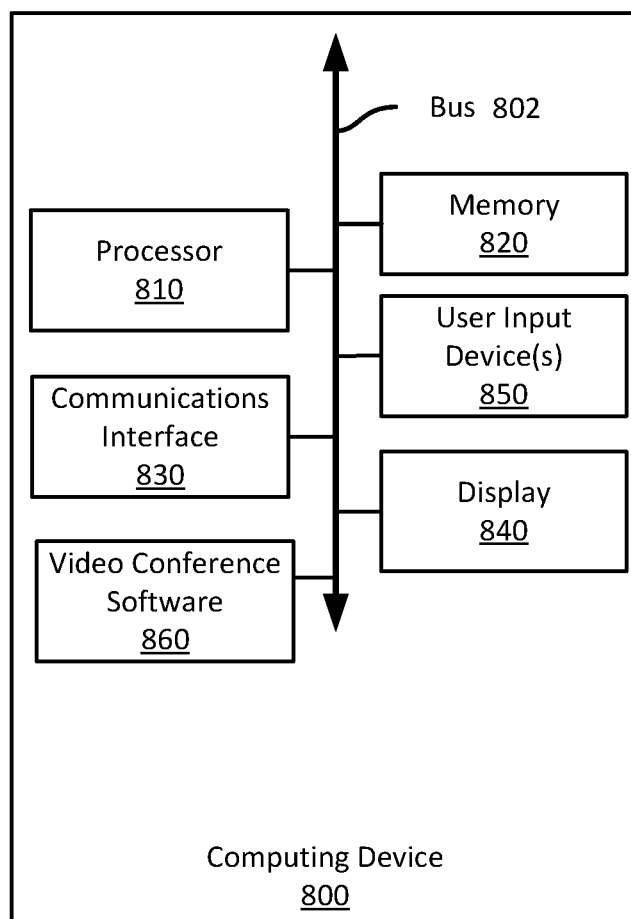 Bus 802
Memory
820
Processor
810
User Input
Device(s)
850
Communications
Interface
830
Display
840
Video Conference
Software
860
Computing Device
800